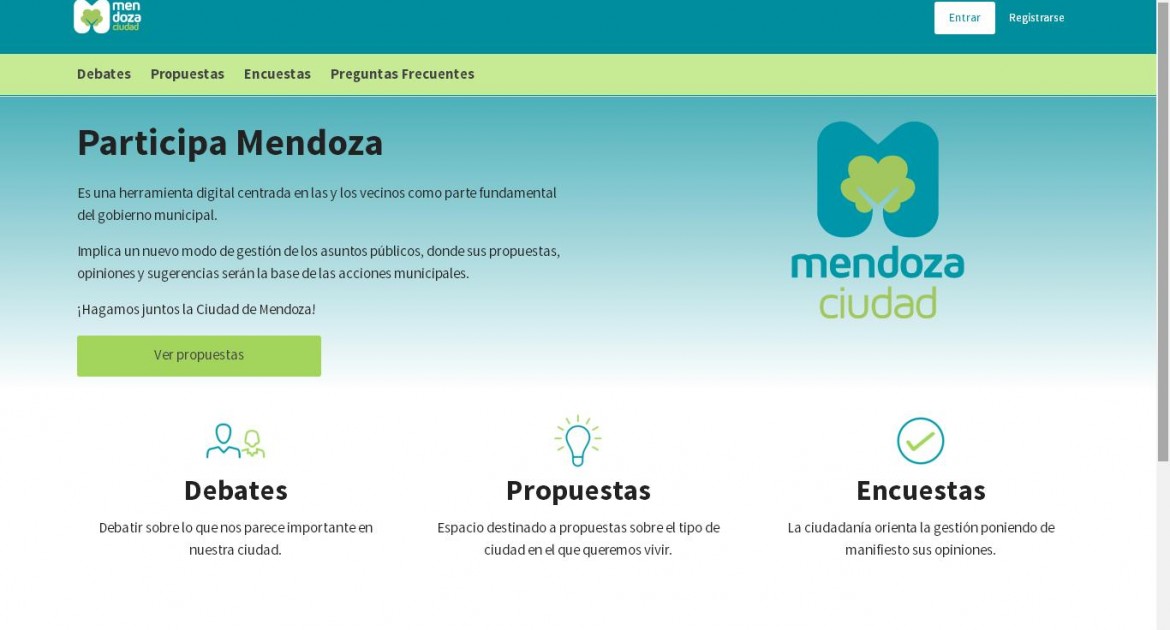 men
doza
ciudad
Entrar
Registrarse
Debates Propuestas Encuestas Preguntas Frecuentes
Participa Mendoza
Es una herramienta digital centrada en las y los vecinos como parte fundamental
del gobierno municipal.
Implica un nuevo modo de gestión de los asuntos públicos, donde sus propuestas,
opiniones y sugerencias serán la base de las acciones municipales.
¡Hagamos juntos la Ciudad de Mendoza!
Ver propuestas
mendoza
ciudad
Debates
Debatir sobre lo que nos parece importante en
nuestra ciudad.
Propuestas
Espacio destinado a propuestas sobre el tipo de
ciudad en el que queremos vivir.
Encuestas
La ciudadanía orienta la gestión poniendo de
manifiesto sus opiniones.